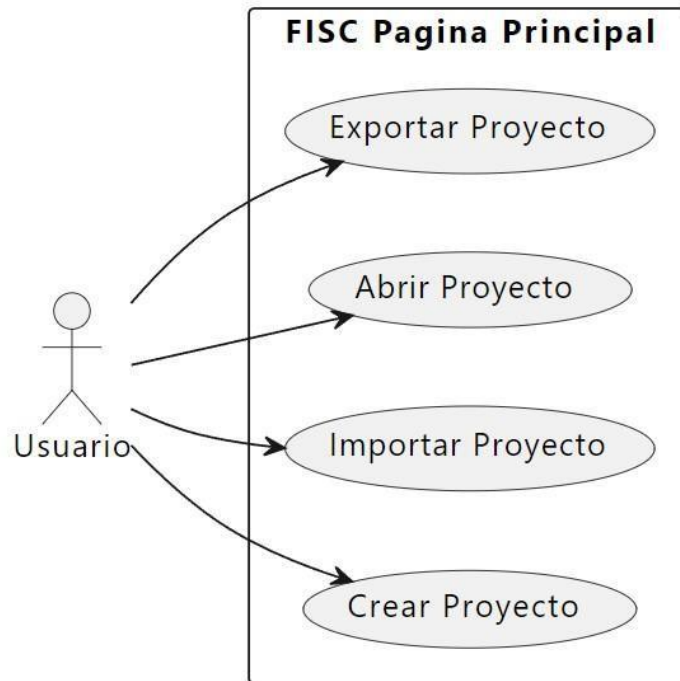 FISC Pagina Principal
Exportar Proyecto
Abrir Proyecto
Importar Proyecto
Usuario
Crear Proyecto